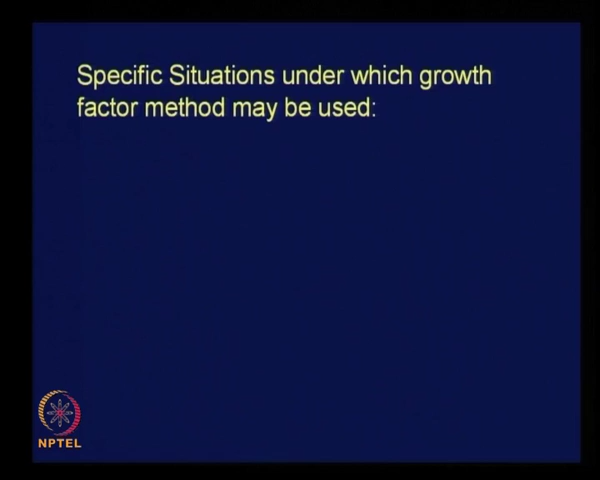 Specific Situations under which growth
factor method may be used:
NPTEL